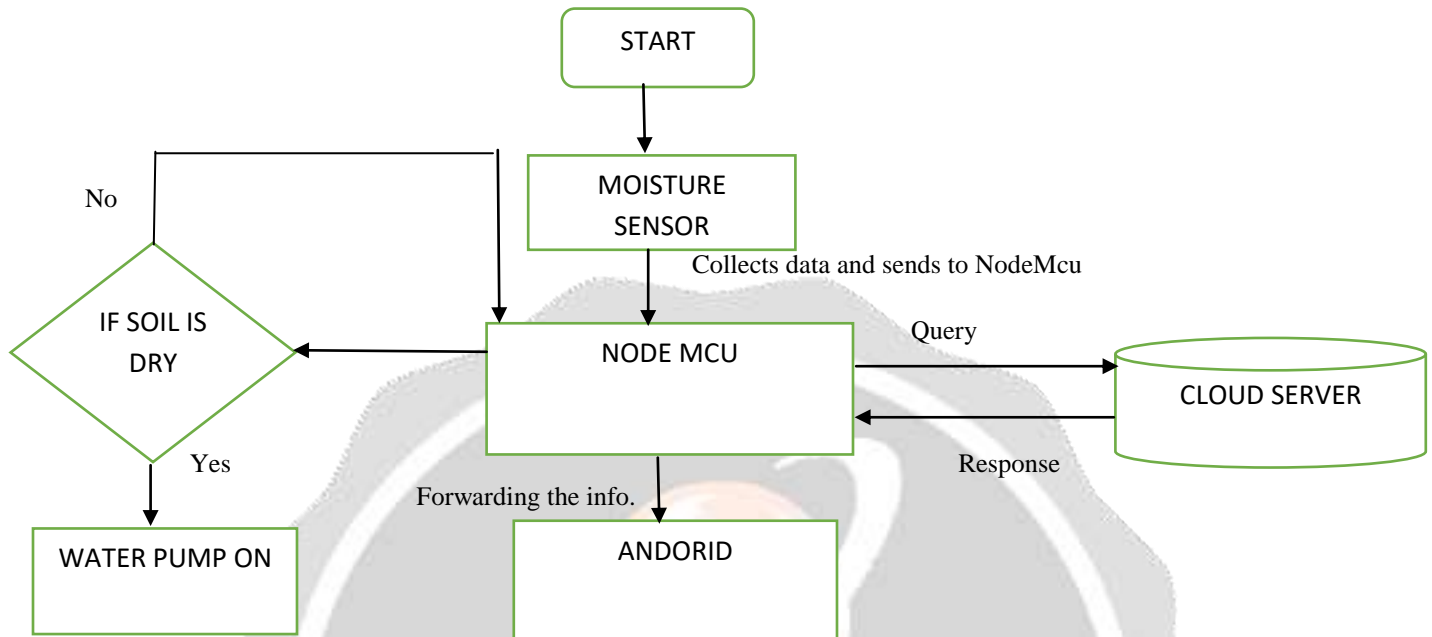 START
MOISTURE
SENSOR
No
Collects data and sends to NodeMcu
IF SOIL IS
DRY
NODE MCU
Query
CLOUD SERVER
Response
Yes
Forwarding the info.
WATER PUMP ON
ANDORID